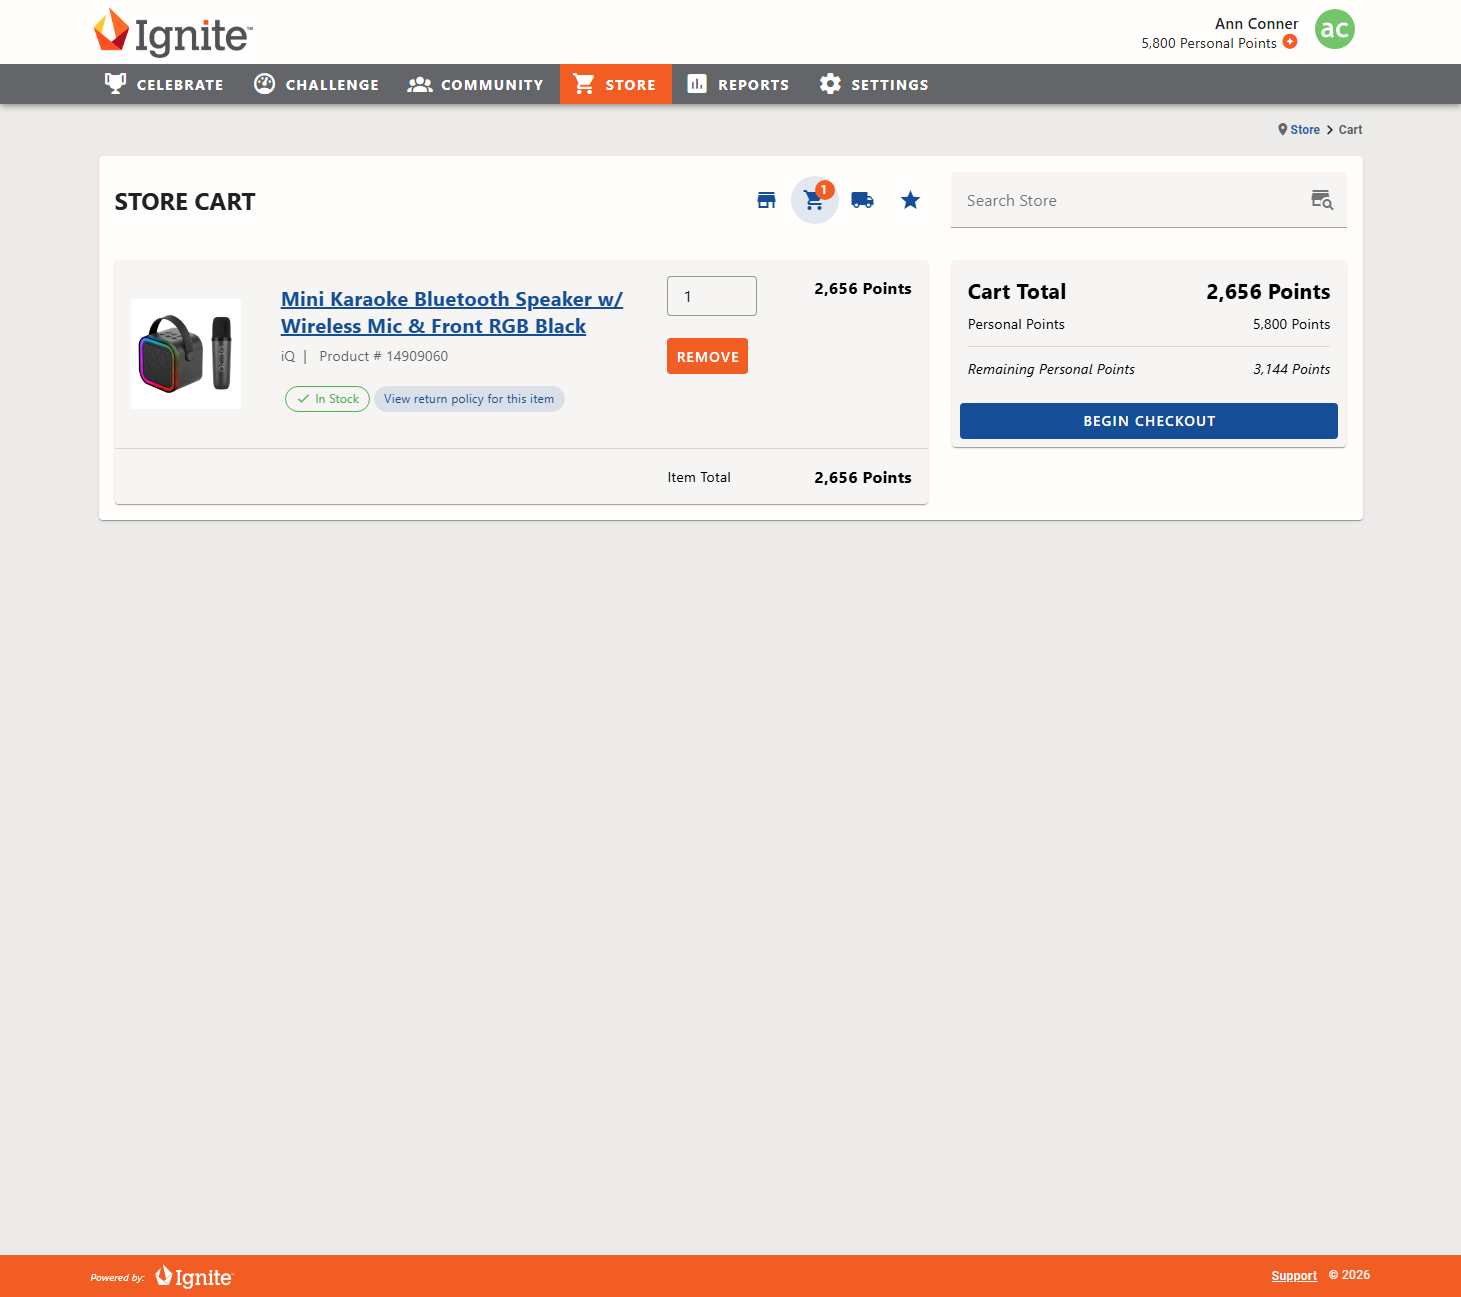 Ignite™
Ann Conner
5,800 Personal Points
ac
CELEBRATE
CHALLENGE
COMMUNITY
STORE
REPORTS
SETTINGS
Store
Cart
STORE CART
1
Search Store
Mini Karaoke Bluetooth Speaker w/
Wireless Mic & Front RGB Black
iQ | Product # 14909060
In Stock
View return policy for this item
1
REMOVE
2,656 Points
Item Total
2,656 Points
Cart Total
2,656 Points
Personal Points
5,800 Points
Remaining Personal Points
3,144 Points
BEGIN CHECKOUT
Powered by:
Ignite
Support
© 2026